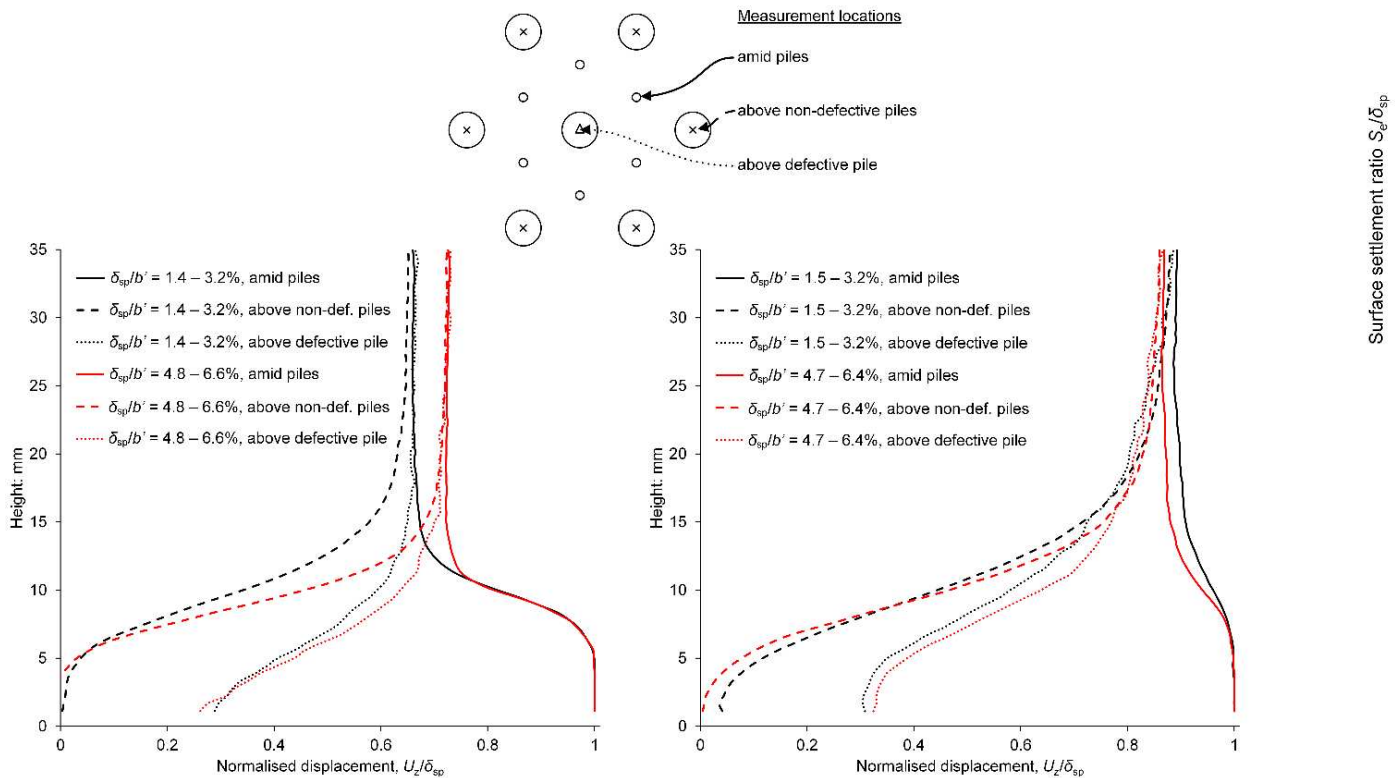 Measurement locations
amid piles
above non-defective piles
above defective pile
Surface settlement ratio Se/δsp
35
30
25
20
15
10
5
0
Height: mm
δsp/b' = 1.4 – 3.2%, amid piles
δsp/b' = 1.4 – 3.2%, above non-def. piles
δsp/b' = 1.4 – 3.2%, above defective pile
δsp/b' = 4.8 – 6.6%, amid piles
δsp/b' = 4.8 – 6.6%, above non-def. piles
δsp/b' = 4.8 – 6.6%, above defective pile
0 0.2 0.4 0.6 0.8 1
Normalised displacement, Uz/δsp
35
30
25
20
15
10
5
0
Height: mm
δsp/b' = 1.5 – 3.2%, amid piles
δsp/b' = 1.5 – 3.2%, above non-def. piles
δsp/b' = 1.5 – 3.2%, above defective pile
δsp/b' = 4.7 – 6.4%, amid piles
δsp/b' = 4.7 – 6.4%, above non-def. piles
δsp/b' = 4.7 – 6.4%, above defective pile
0 0.2 0.4 0.6 0.8 1
Normalised displacement, Uz/δsp